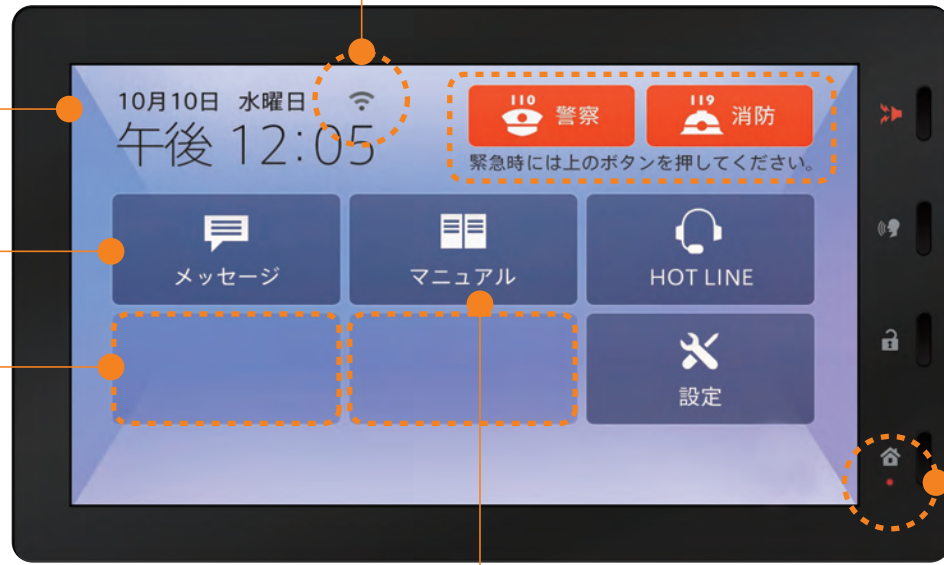 10月10日 水曜日
午後 12:05
110
警察
119
消防
緊急時には上のボタンを押してください。
メッセージ
マニュアル
HOT LINE
設定